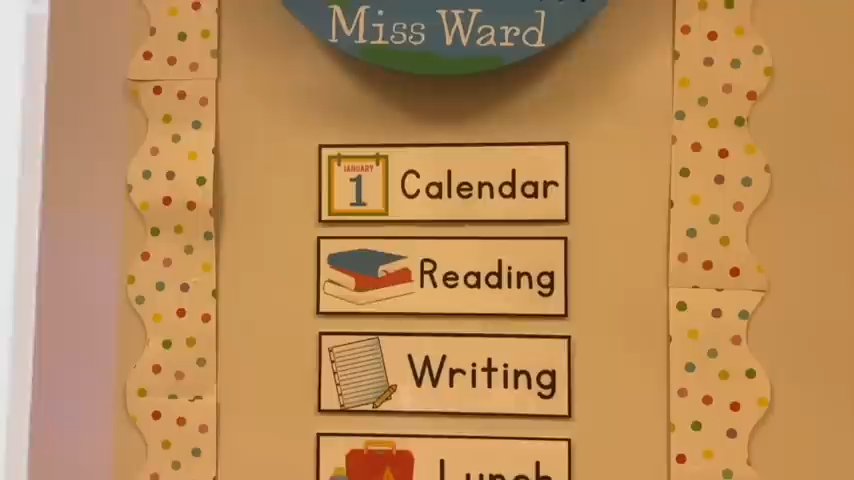 Miss Ward
JANUARY
1
Calendar
Reading
Writing
Lunch